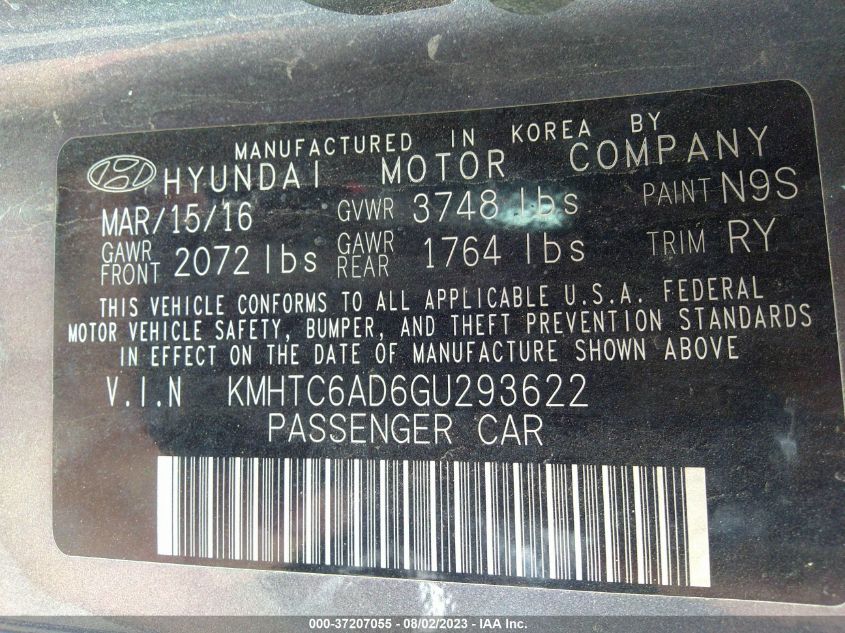 MANUFACTURED IN KOREA BY
HYUNDAI MOTOR COMPANY
MAR/15/16 GVWR 3748 lbs PAINT N9S
GAWR FRONT 2072 lbs GAWR REAR 1764 lbs TRIM RY
THIS VEHICLE CONFORMS TO ALL APPLICABLE U.S.A. FEDERAL
MOTOR VEHICLE SAFETY, BUMPER, AND THEFT PREVENTION STANDARDS
IN EFFECT ON THE DATE OF MANUFACTURE SHOWN ABOVE
V.I.N KMHTC6AD6GU293622
PASSENGER CAR
000-37207055 - 08/02/2023 - IAA Inc.